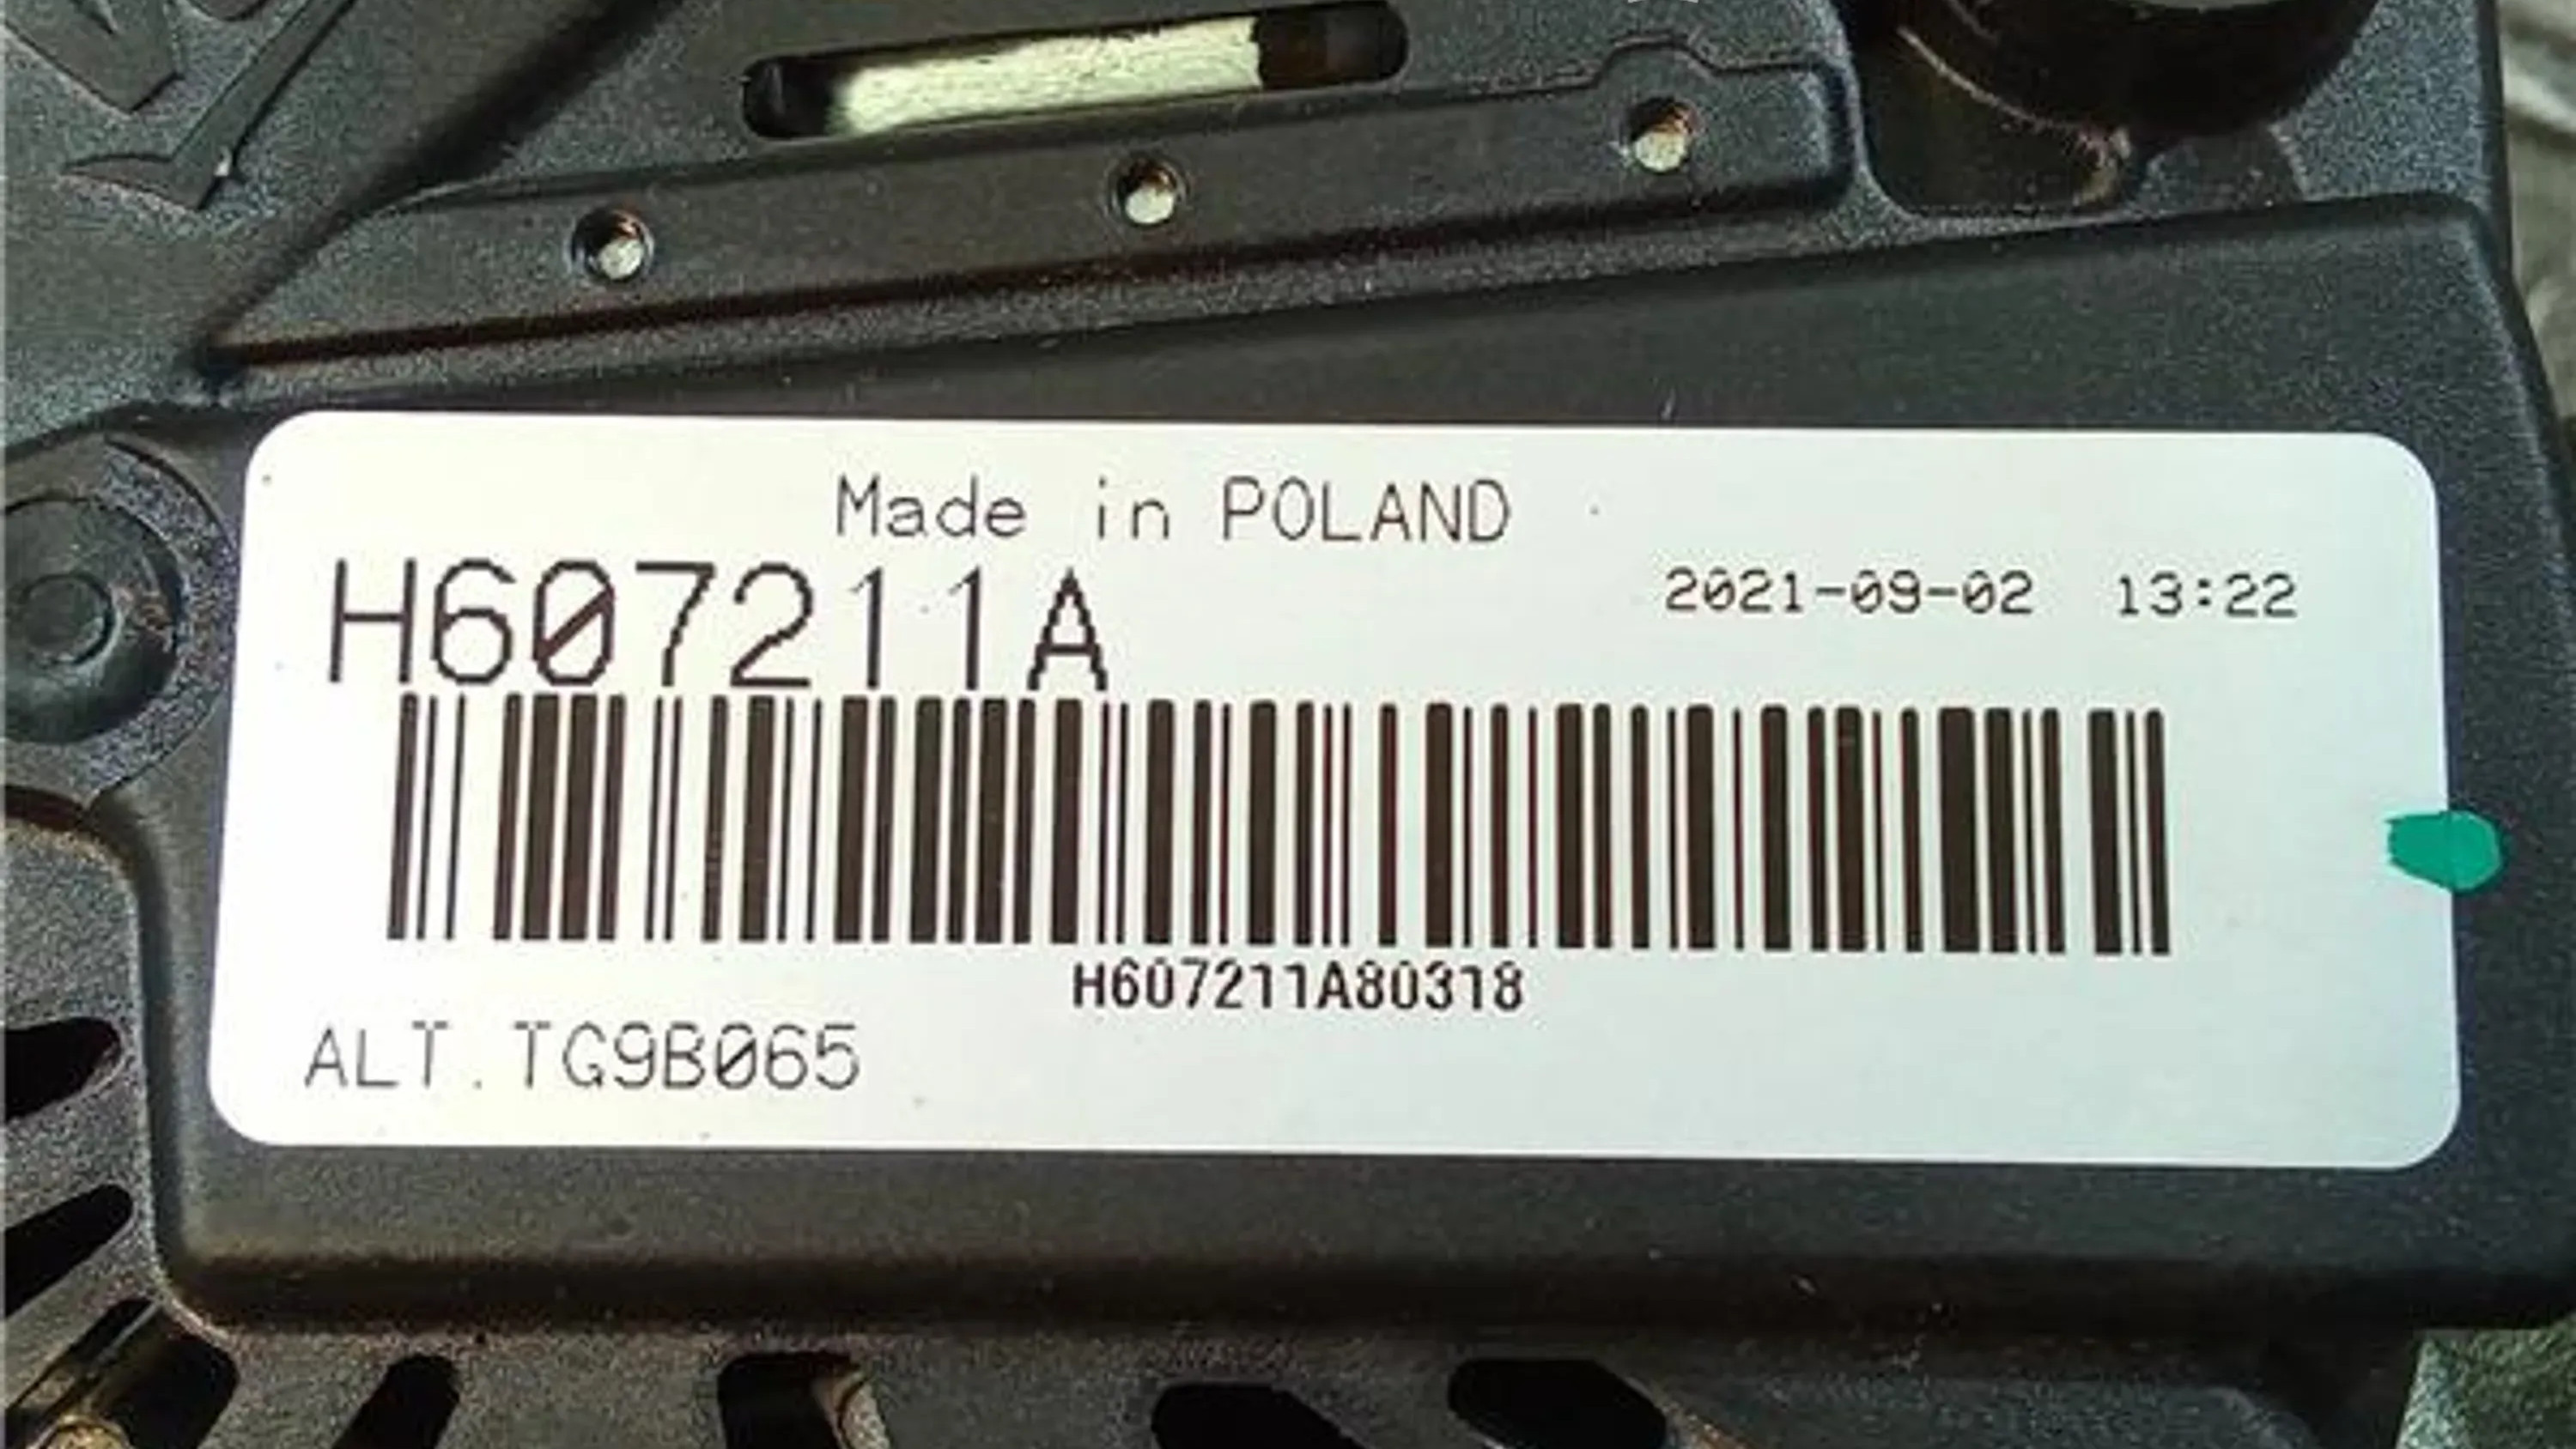 Made in POLAND
H607211A
2021-09-02 13:22
H607211A80318
ALT.TG9B065